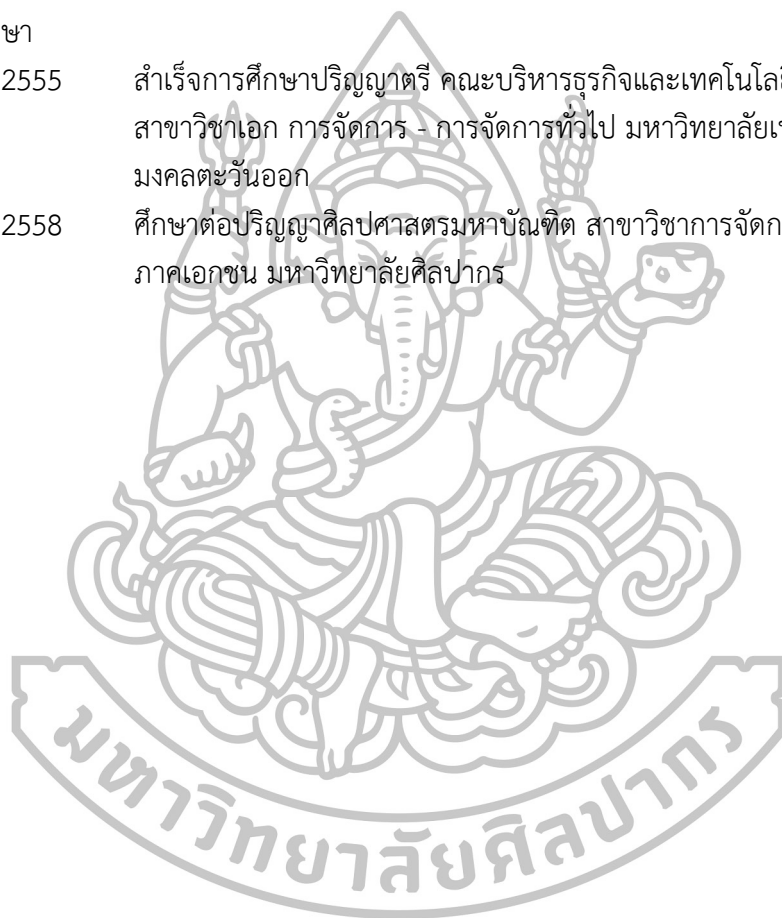 ษา
2555 สำเร็จการศึกษาปริญญาตรี คณะบริหารธุรกิจและเทคโนโลยี
สาขาวิชาเอก การจัดการ - การจัดการทั่วไป มหาวิทยาลัยเท
มงคลตะวันออก
2558 ศึกษาต่อปริญญาศิลปศาสตรมหาบัณฑิต สาขาวิชาการจัดก
ภาคเอกชน มหาวิทยาลัยศิลปากร
มหาวิทยาลัยศิลปากร